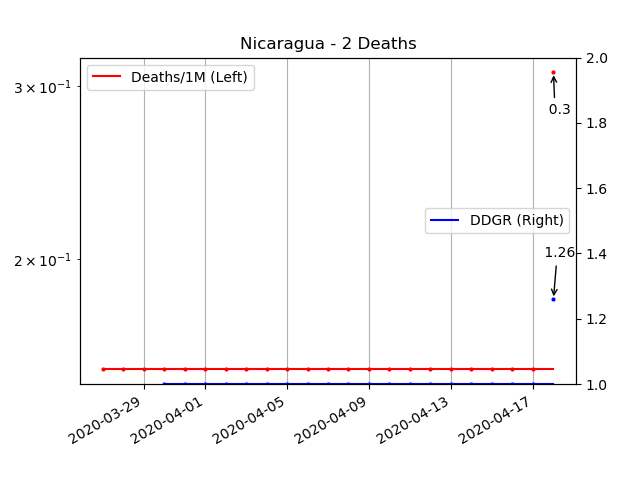 Nicaragua - 2 Deaths
Deaths/1M (Left)
DDGR (Right)
3 × 10⁻¹
2 × 10⁻¹
2.0
1.8
1.6
1.4
1.2
1.0
0.3
1.26
2020-03-29
2020-04-01
2020-04-05
2020-04-09
2020-04-13
2020-04-17